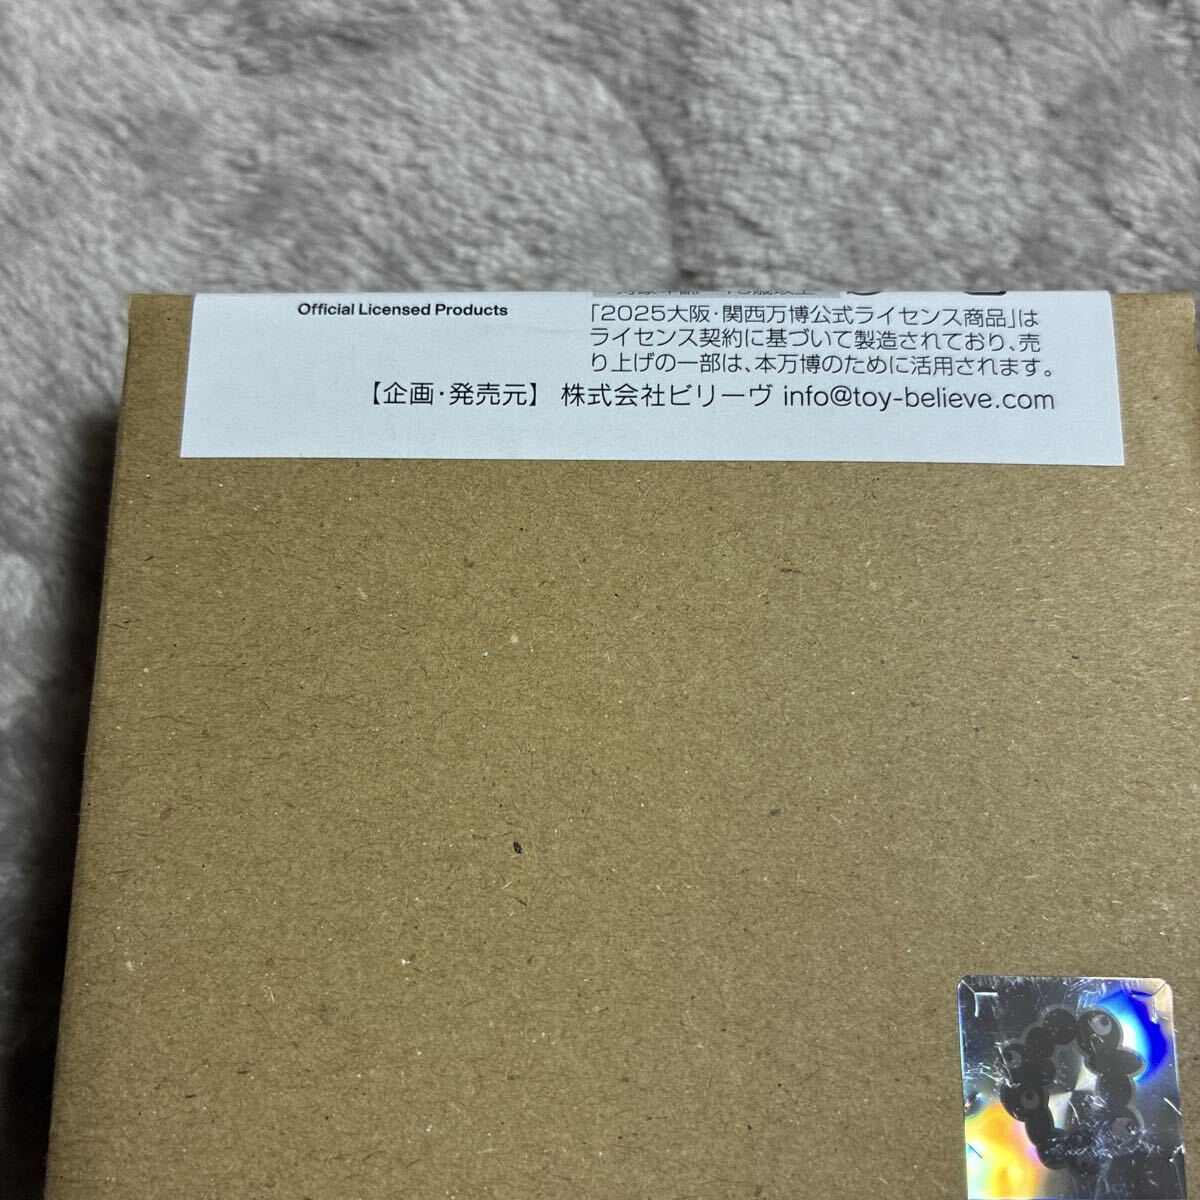 Official Licensed Products
「2025大阪・関西万博公式ライセンス商品」は
ライセンス契約に基づいて製造されており、売
り上げの一部は、本万博のために活用されます。
【企画・発売元】 株式会社ビリーヴ info@toy-believe.com